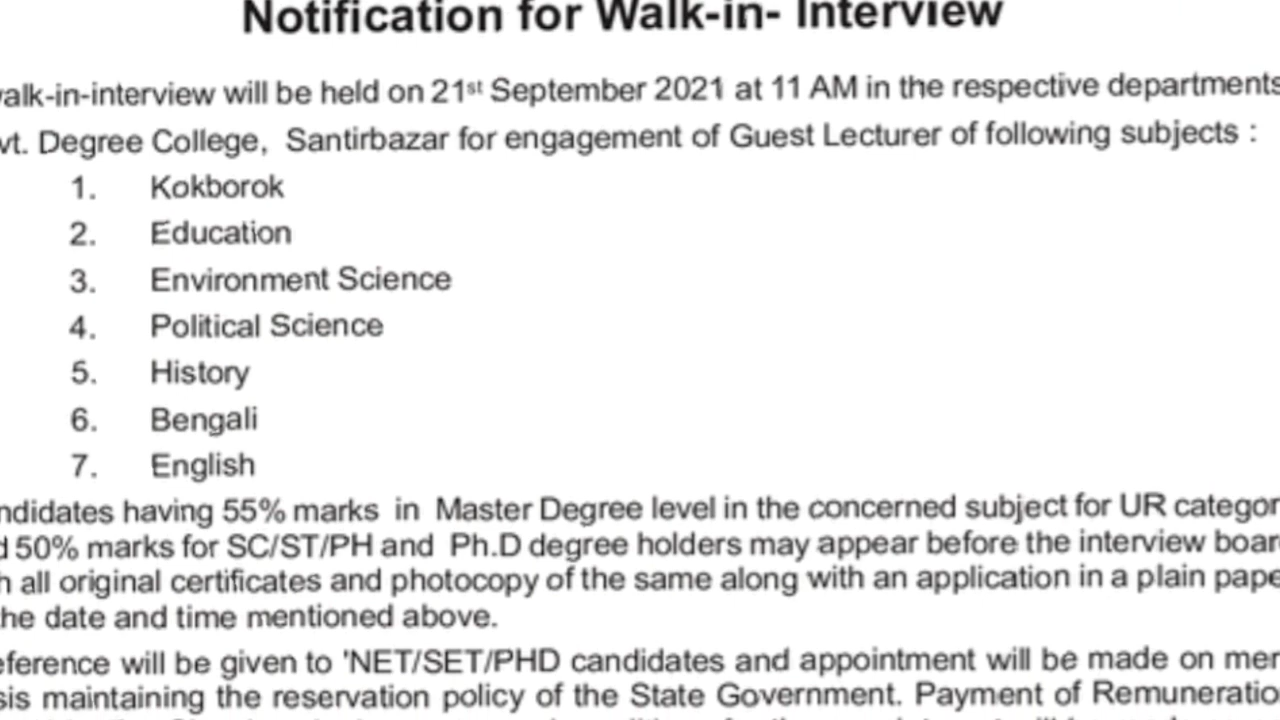 Notification for Walk-in- Interview
walk-in-interview will be held on 21st September 2021 at 11 AM in the respective departments
vt. Degree College, Santirbazar for engagement of Guest Lecturer of following subjects :
1. Kokborok
2. Education
3. Environment Science
4. Political Science
5. History
6. Bengali
7. English
ndidates having 55% marks in Master Degree level in the concerned subject for UR categor
d 50% marks for SC/ST/PH and Ph.D degree holders may appear before the interview boar
h all original certificates and photocopy of the same along with an application in a plain pape
the date and time mentioned above.
eference will be given to 'NET/SET/PHD candidates and appointment will be made on mer
sis maintaining the reservation policy of the State Government. Payment of Remuneratio